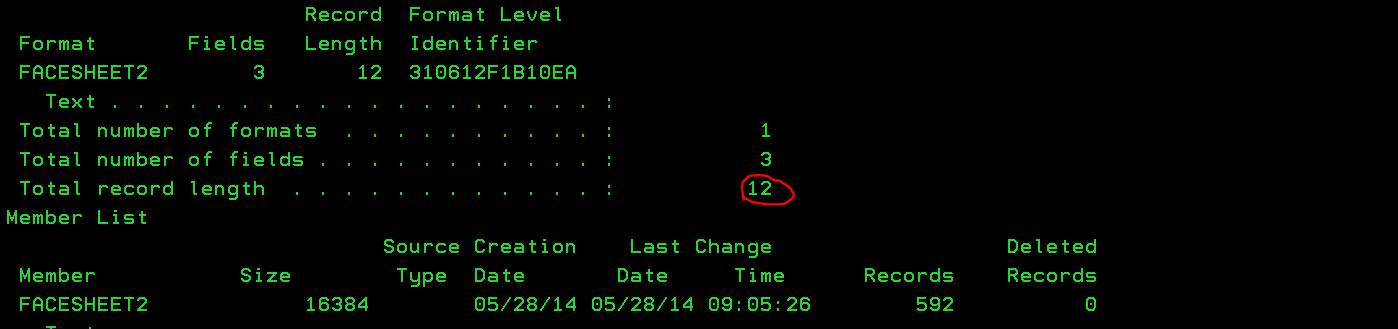 Record  Format Level
Format  Fields  Length  Identifier
FACESHEET2  3  12  310612F1B10EA
Text . . . . . . . . . . . . . . . . . . . :
Total number of formats  . . . . . . . . . . :  1
Total number of fields . . . . . . . . . . . :  3
Total record length  . . . . . . . . . . . . :  12
Member List
Source Creation  Last Change  Deleted
Member  Size  Type  Date  Date  Time  Records  Records
FACESHEET2  16384  05/28/14 05/28/14 09:05:26  592  0